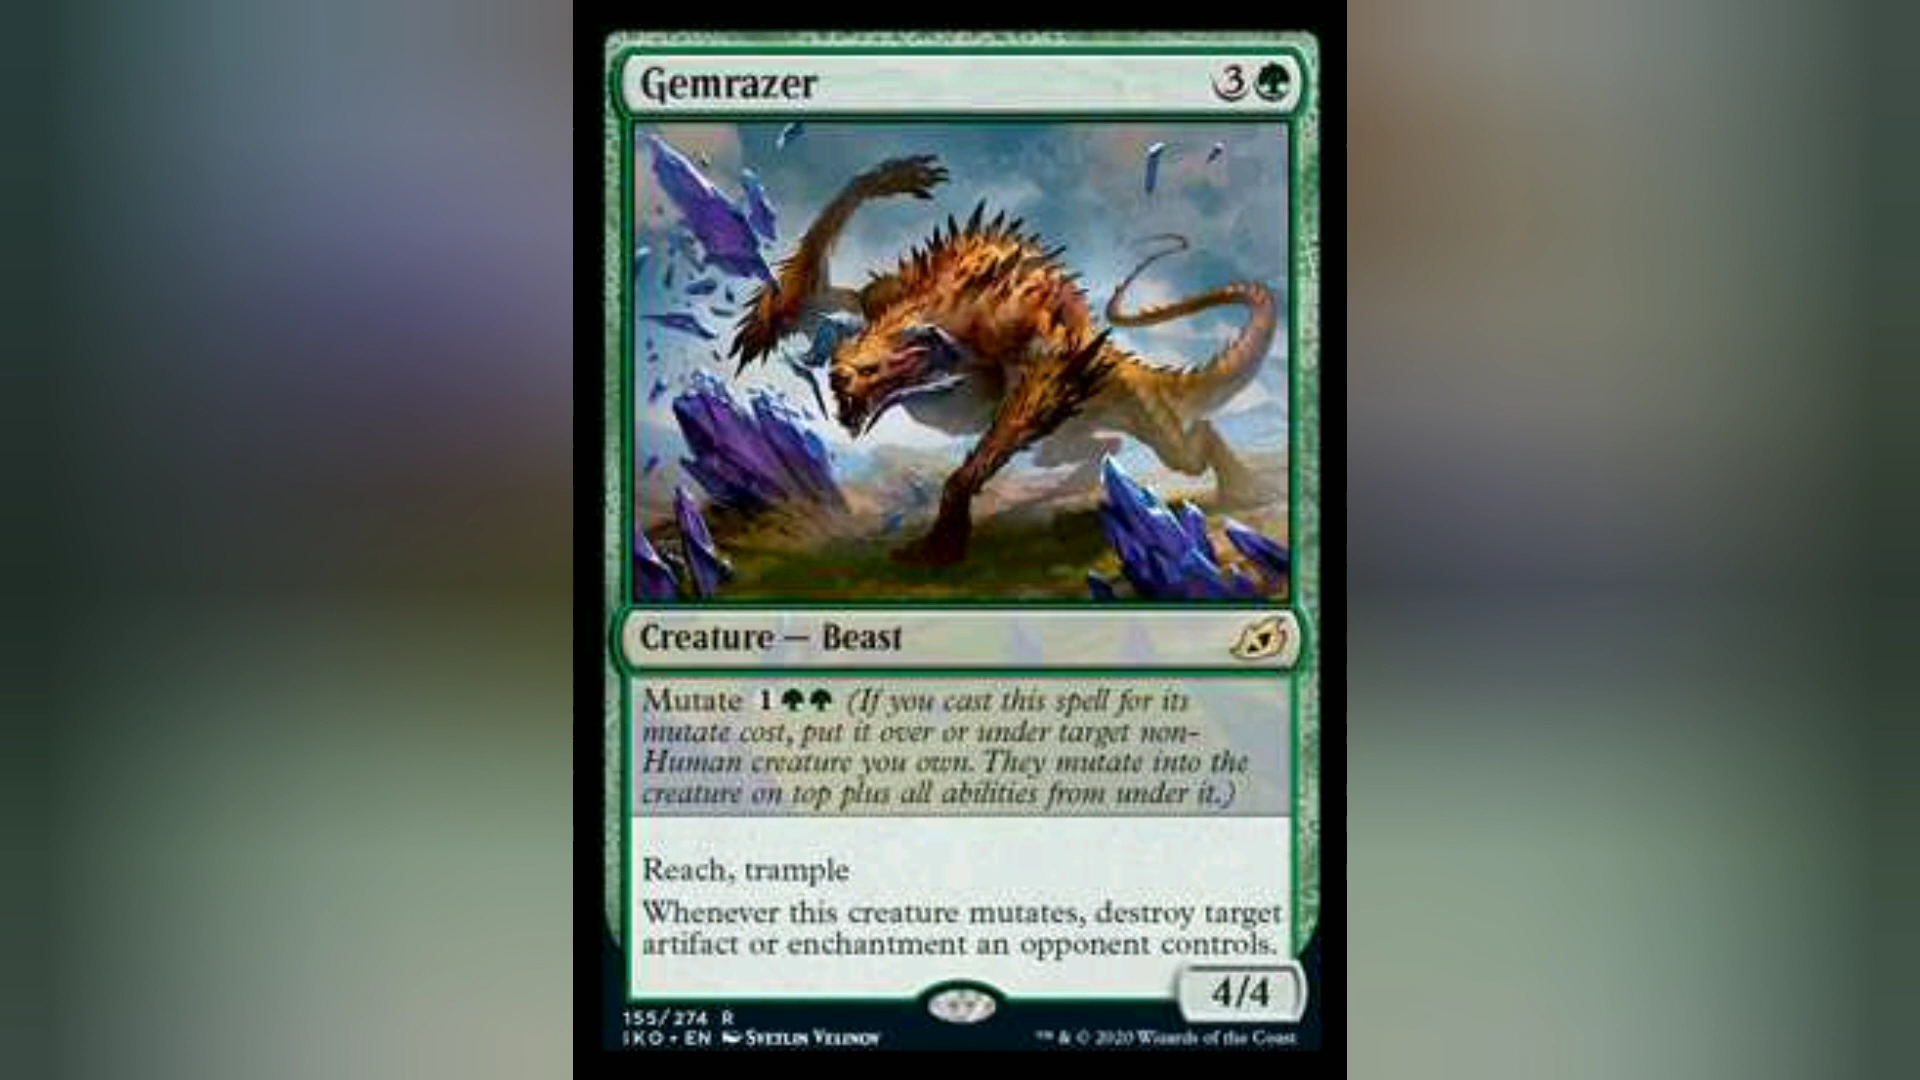 Gemrazer 3
Creature — Beast
Mutate 1 (If you cast this spell for its
mutate cost, put it over or under target non-
Human creature you own. They mutate into the
creature on top plus all abilities from under it.)
Reach, trample
Whenever this creature mutates, destroy target
artifact or enchantment an opponent controls.
4/4
155/274 R
IKO • EN Svetlin Velinov
™ & © 2020 Wizards of the Coast